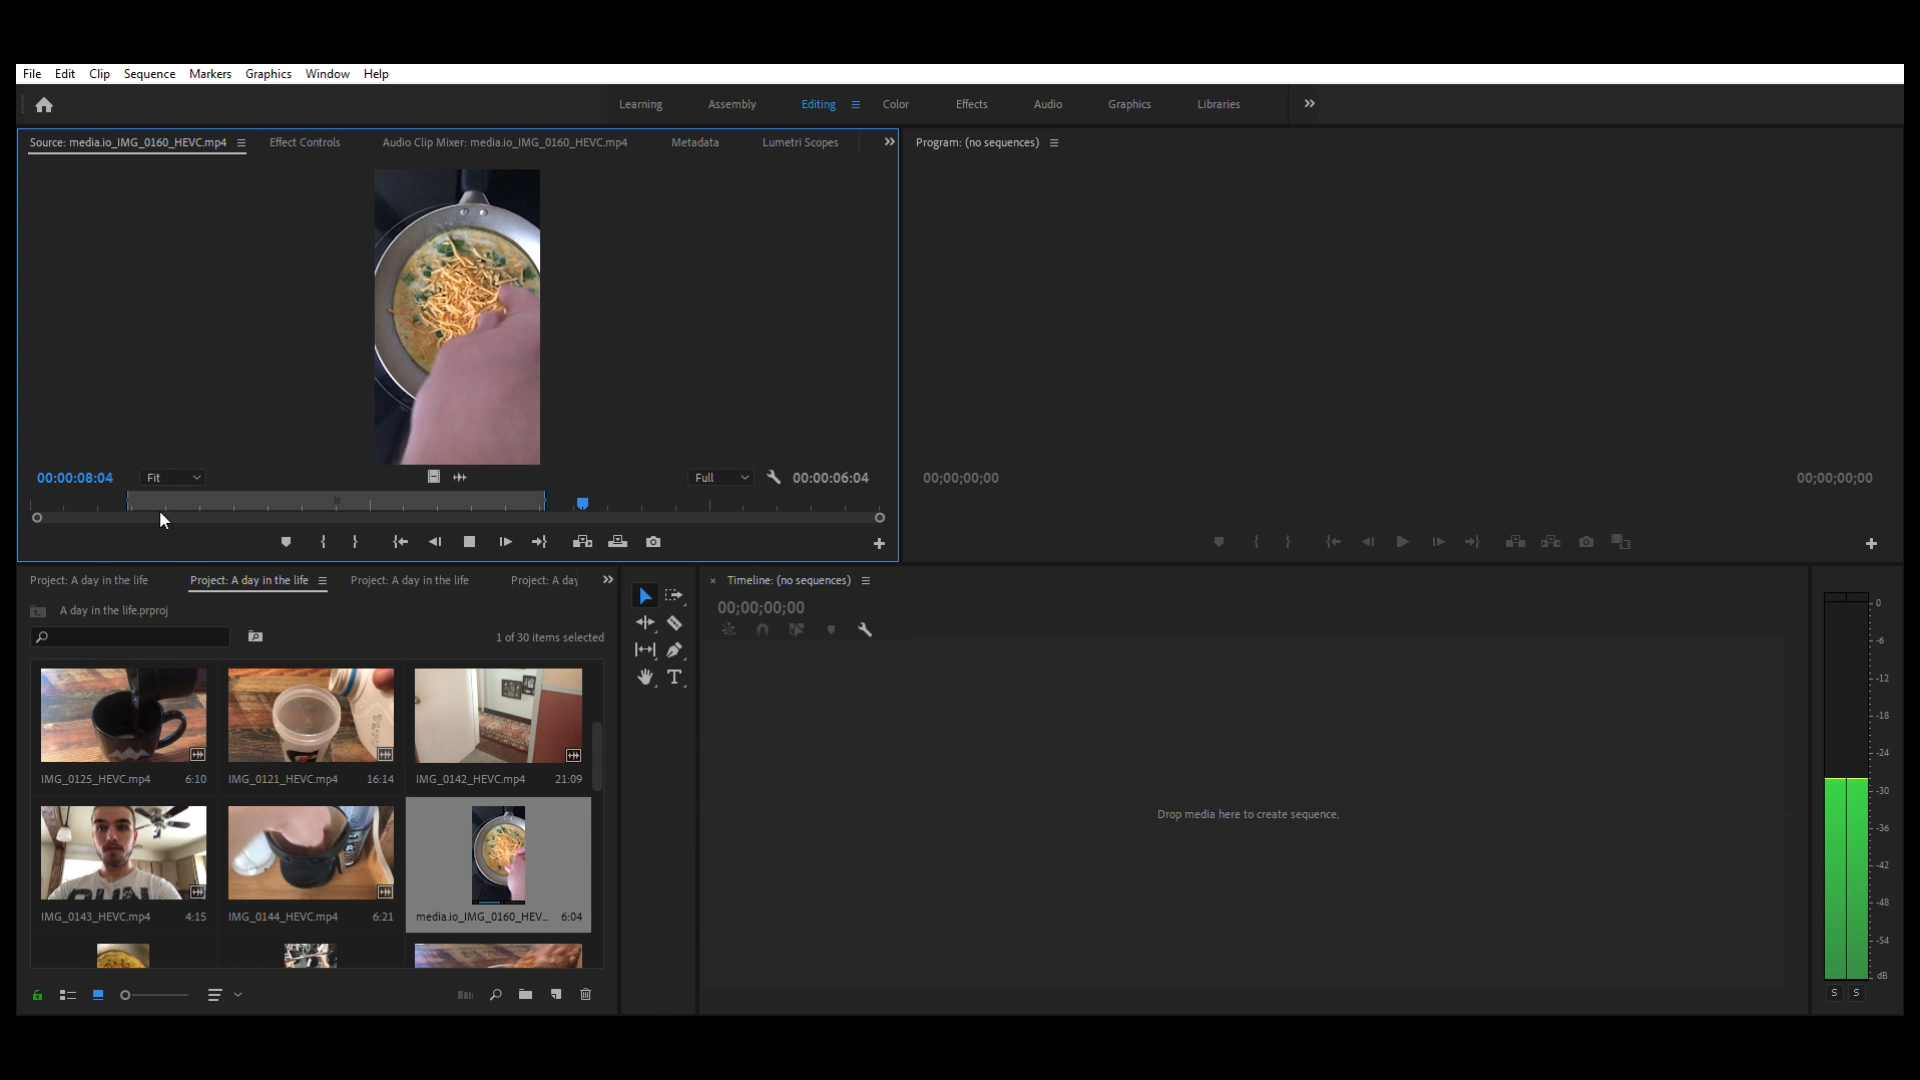 File Edit Clip Sequence Markers Graphics Window Help
Learning Assembly Editing Color Effects Audio Graphics Libraries
Source: media.io_IMG_0160_HEVC.mp4 Effect Controls Audio Clip Mixer: media.io_IMG_0160_HEVC.mp4 Metadata Lumetri Scopes
Program: (no sequences)
00:00:08:04 Fit Full 00:00:06:04
00;00;00;00 00;00;00;00
Project: A day in the life Project: A day in the life Project: A day in the life Project: A day
A day in the life.prproj
1 of 30 items selected
IMG_0125_HEVC.mp4 6:10 IMG_0121_HEVC.mp4 16:14 IMG_0142_HEVC.mp4 21:09
IMG_0143_HEVC.mp4 4:15 IMG_0144_HEVC.mp4 6:21 media.io_IMG_0160_HEV... 6:04
× Timeline: (no sequences)
00;00;00;00
Drop media here to create sequence.
0
-6
-12
-18
-24
-30
-36
-42
-48
-54
dB
S S